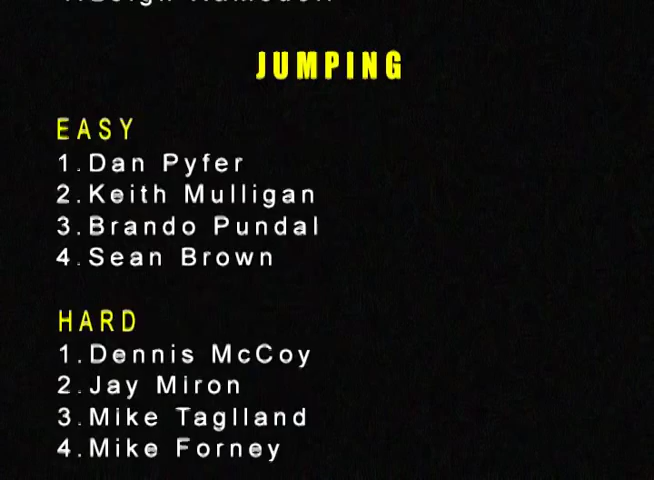 JUMPING
EASY
1.Dan Pyfer
2.Keith Mulligan
3.Brando Pundal
4.Sean Brown
HARD
1.Dennis McCoy
2.Jay Miron
3.Mike Taglland
4.Mike Forney